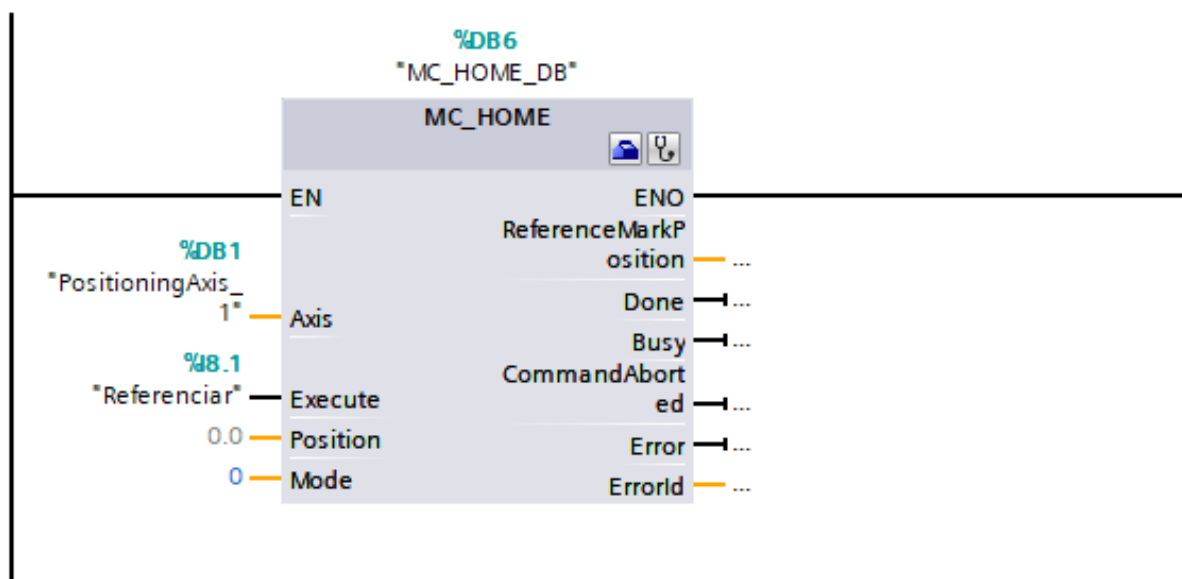 %DB6
"MC_HOME_DB"
MC_HOME
EN
ENO
ReferenceMarkP
osition
...
%DB1
"PositioningAxis_
1"
Axis
Done
...
Busy
...
%I8.1
"Referenciar"
Execute
CommandAbort
ed
...
0.0
Position
Error
...
0
Mode
ErrorId
...